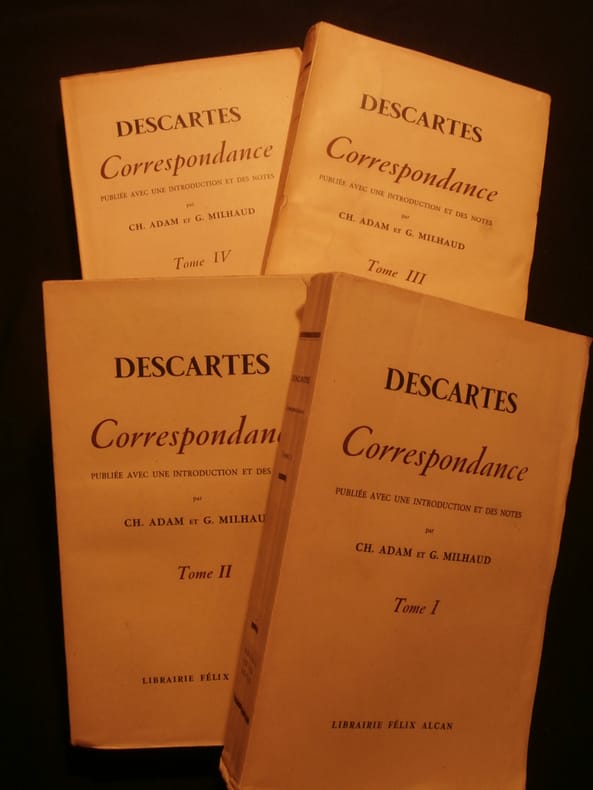 DESCARTES
Correspondance
PUBLIÉE AVEC UNE INTRODUCTION ET DES NOTES
par
CH. ADAM ET G. MILHAUD
Tome IV
DESCARTES
Correspondance
PUBLIÉE AVEC UNE INTRODUCTION ET DES NOTES
par
CH. ADAM ET G. MILHAUD
Tome III
DESCARTES
Correspondan
PUBLIÉE AVEC UNE INTRODUCTION ET DES
par
CH. ADAM ET G. MILHAU
Tome II
LIBRAIRIE FÉLIX
DESCARTES
Correspondance
PUBLIÉE AVEC UNE INTRODUCTION ET DES NOTES
par
CH. ADAM ET G. MILHAUD
Tome I
LIBRAIRIE FÉLIX ALCAN